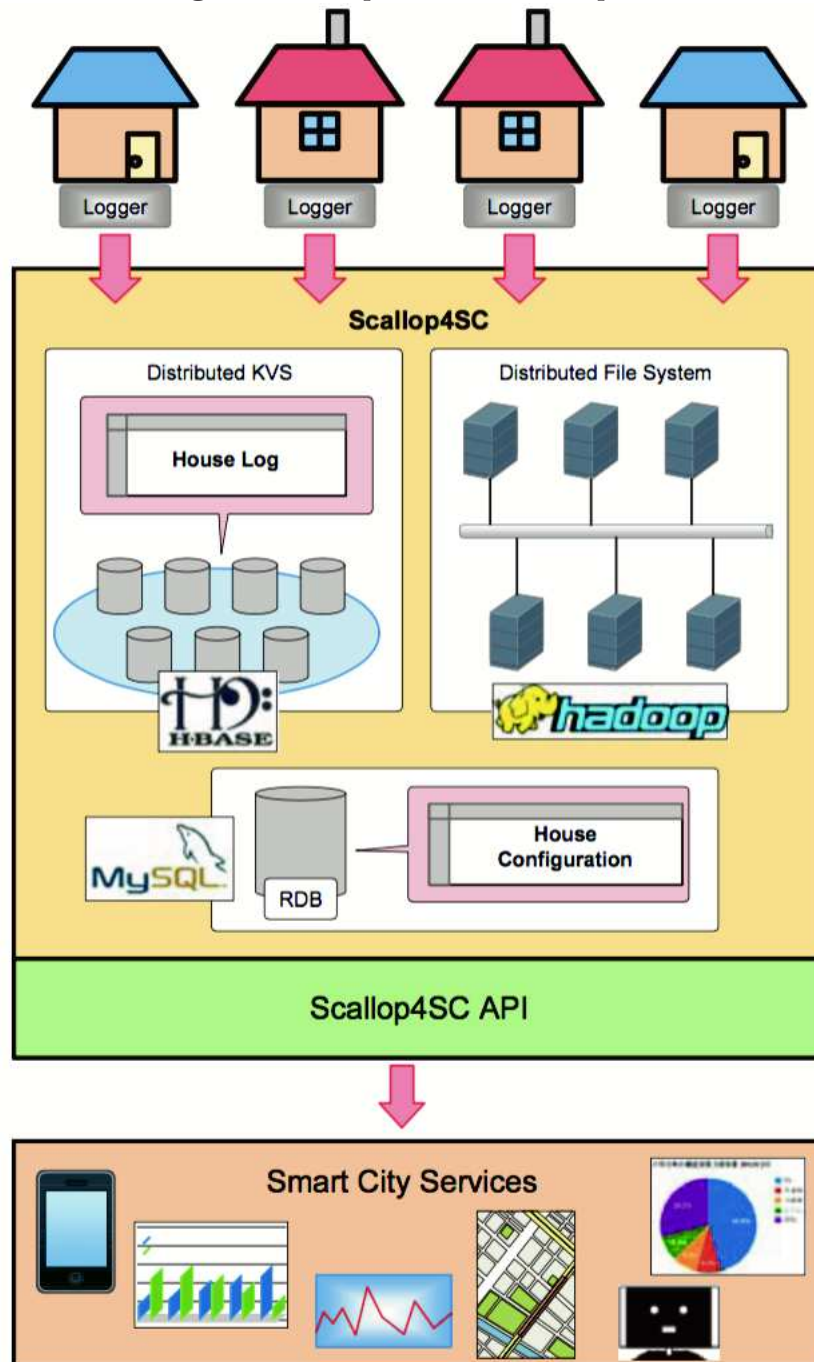 Logger
Logger
Logger
Logger
Scallop4SC
Distributed KVS
House Log
H·BASE
Distributed File System
hadoop
MySQL
RDB
House
Configuration
Scallop4SC API
Smart City Services